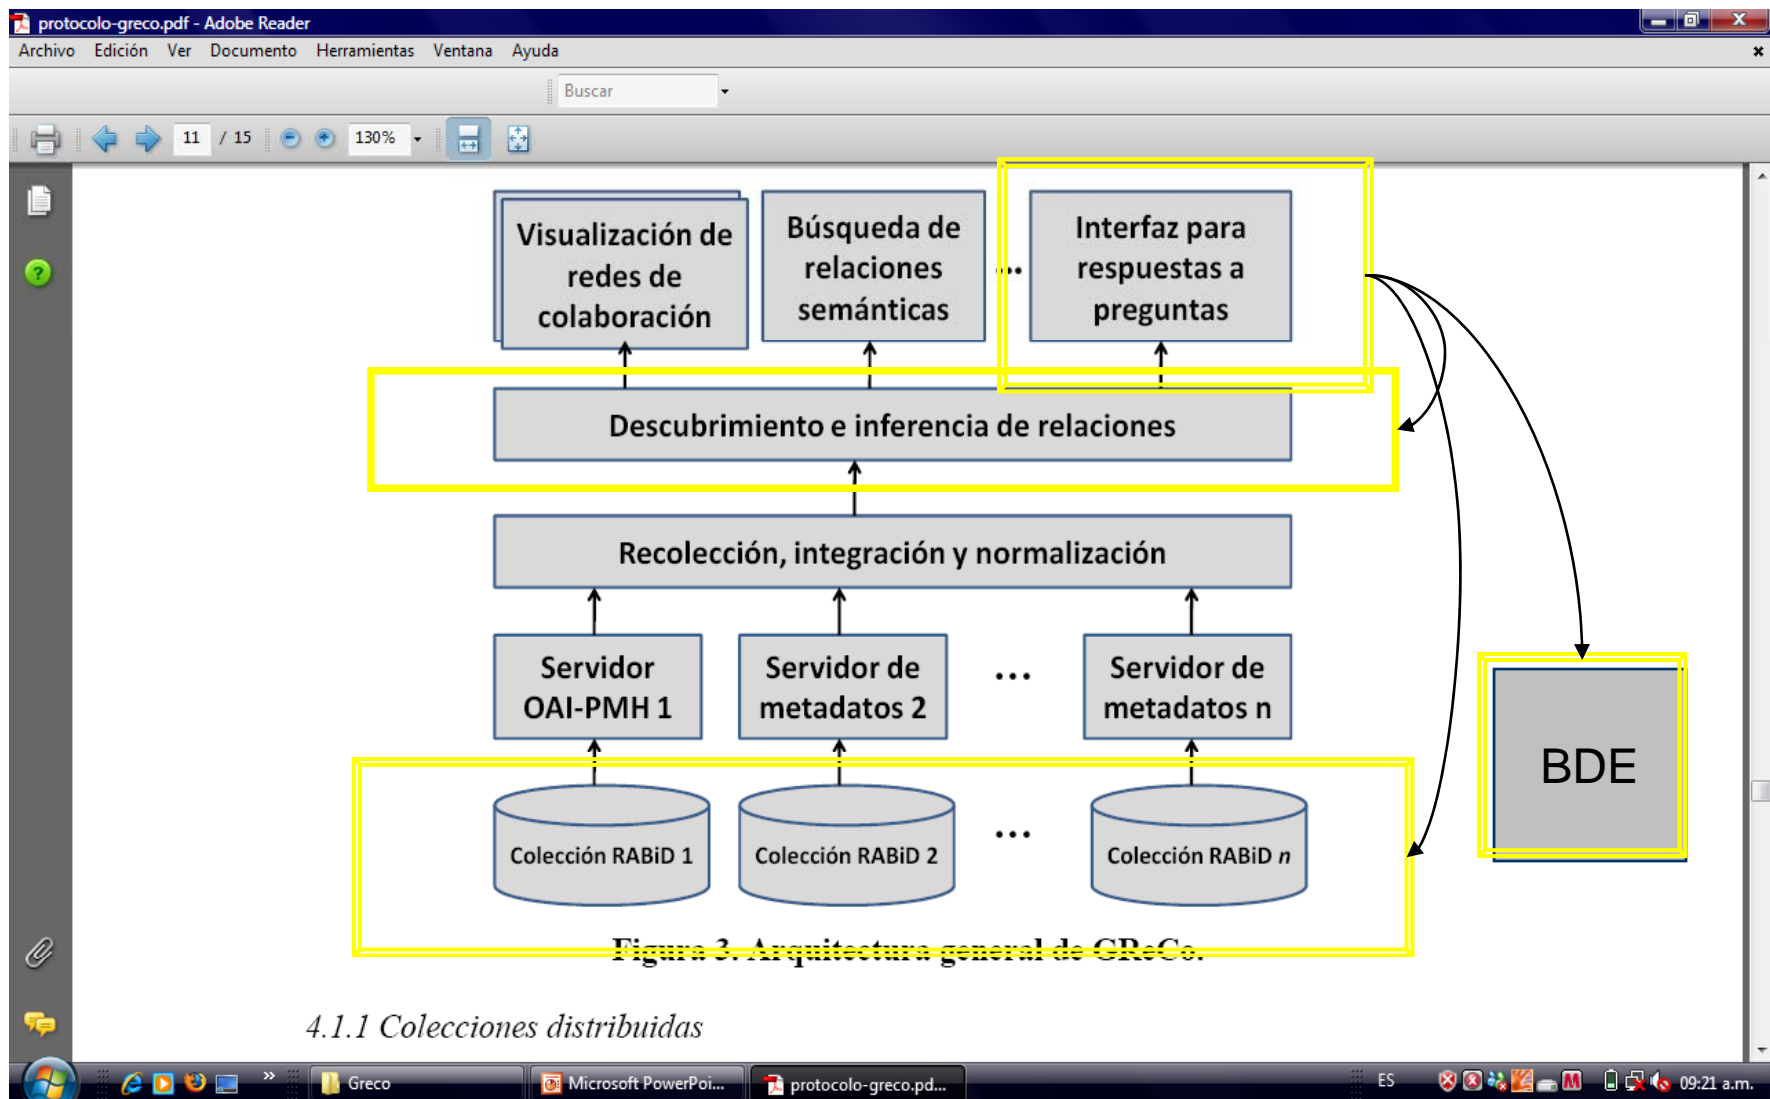 protocolo-greco.pdf - Adobe Reader
Archivo Edición Ver Documento Herramientas Ventana Ayuda
Buscar
11 / 15 130%
Visualización de
redes de
colaboración
Búsqueda de
relaciones
semánticas
...
Interfaz para
respuestas a
preguntas
Descubrimiento e inferencia de relaciones
Recolección, integración y normalización
Servidor
OAI-PMH 1
Servidor de
metadatos 2
...
Servidor de
metadatos n
Colección RABiD 1
Colección RABiD 2
...
Colección RABiD n
BDE
Figura 3. Arquitectura general de GReCo.
4.1.1 Colecciones distribuidas
Greco
Microsoft PowerPoi...
protocolo-greco.pd...
ES
09:21 a.m.